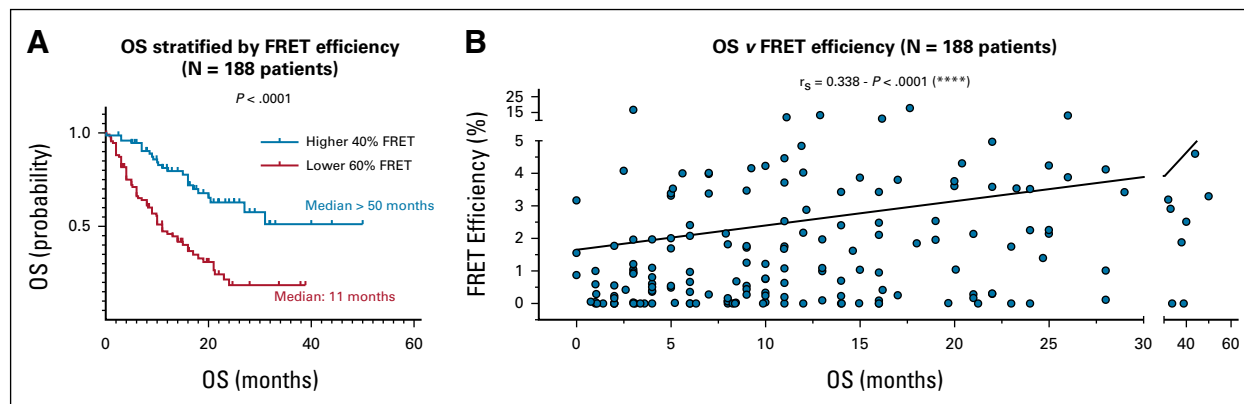 A
OS stratified by FRET efficiency
(N = 188 patients)
P < .0001
1.0
0.5
OS (probability)
Higher 40% FRET
Lower 60% FRET
Median > 50 months
Median: 11 months
0 20 40 60
OS (months)
B
OS v FRET efficiency (N = 188 patients)
rs = 0.338 - P < .0001 (****)
25
15
5
4
3
2
1
0
FRET Efficiency (%)
0 5 10 15 20 25 30 40 60
OS (months)